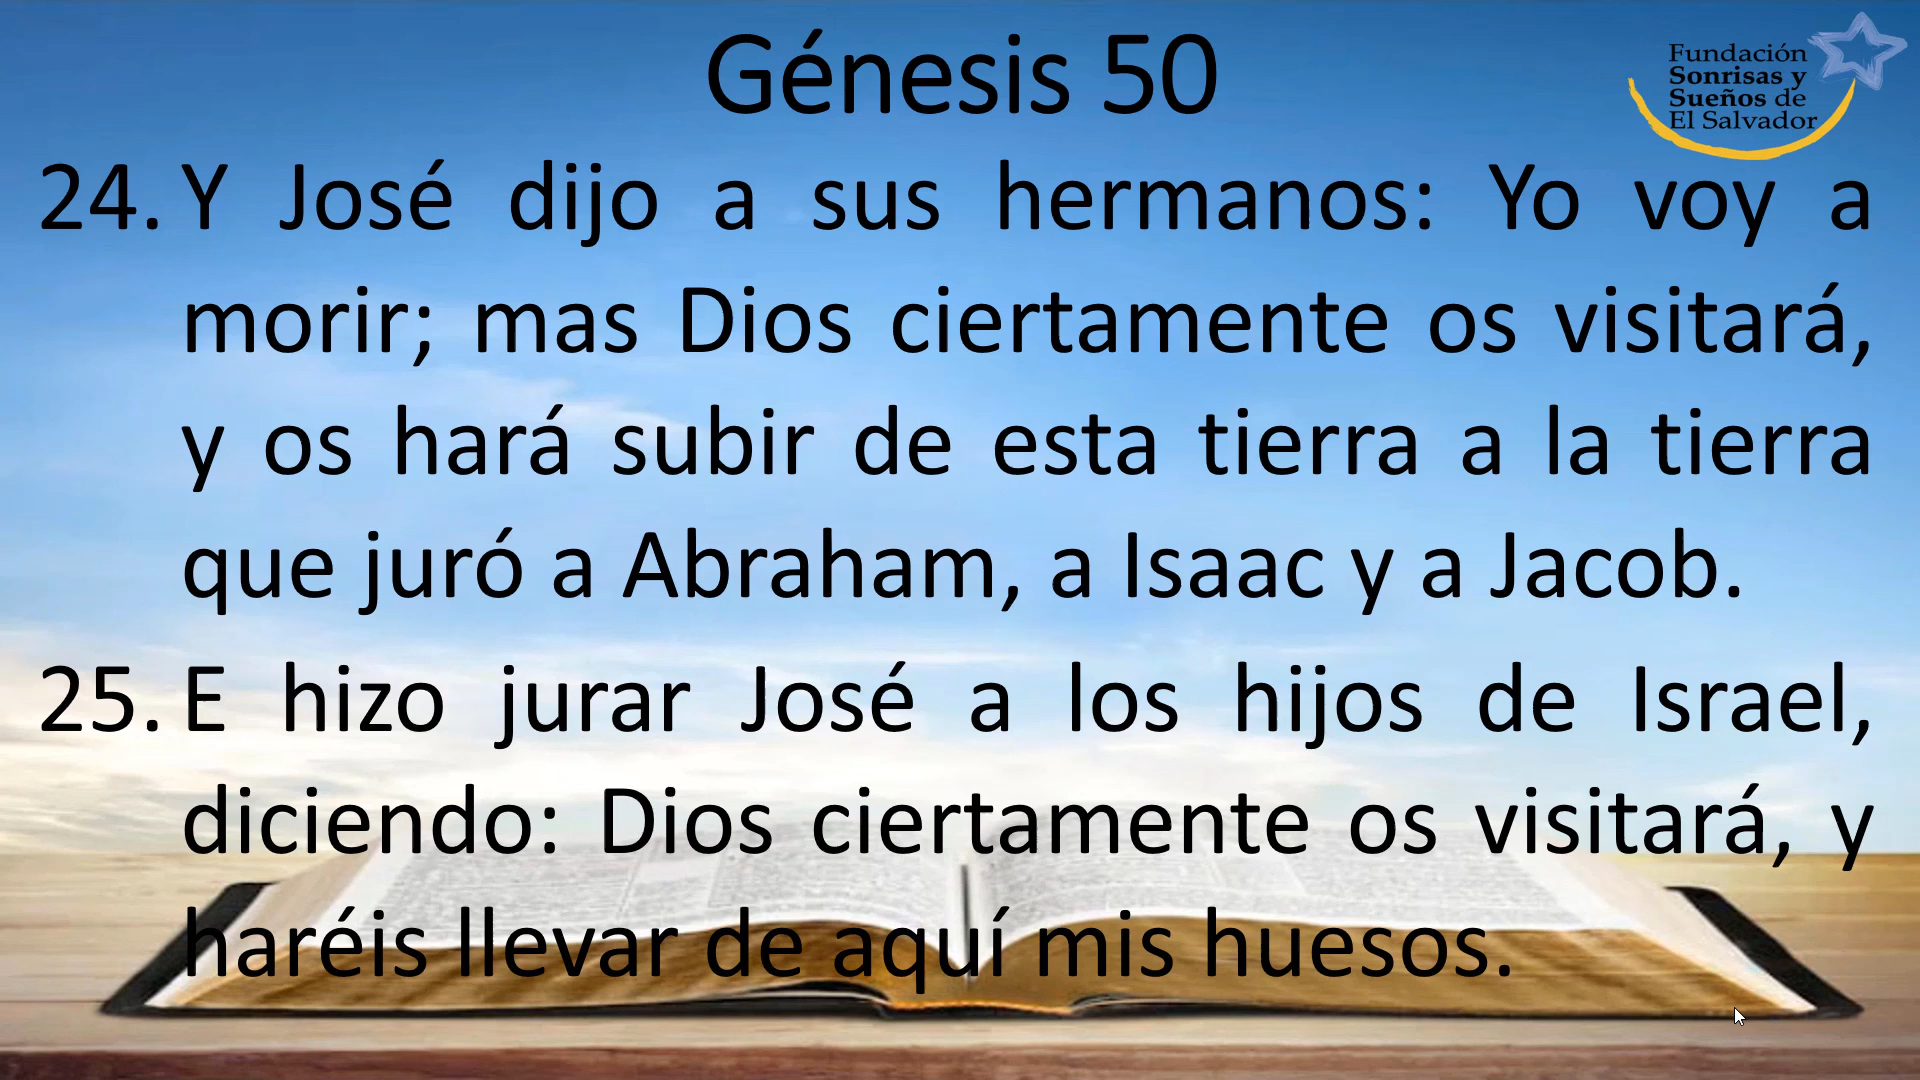 Génesis 50
Fundación
Sonrisas y
Sueños de
El Salvador
24. Y José dijo a sus hermanos: Yo voy a
morir; mas Dios ciertamente os visitará,
y os hará subir de esta tierra a la tierra
que juró a Abraham, a Isaac y a Jacob.
25. E hizo jurar José a los hijos de Israel,
diciendo: Dios ciertamente os visitará, y
haréis llevar de aquí mis huesos.